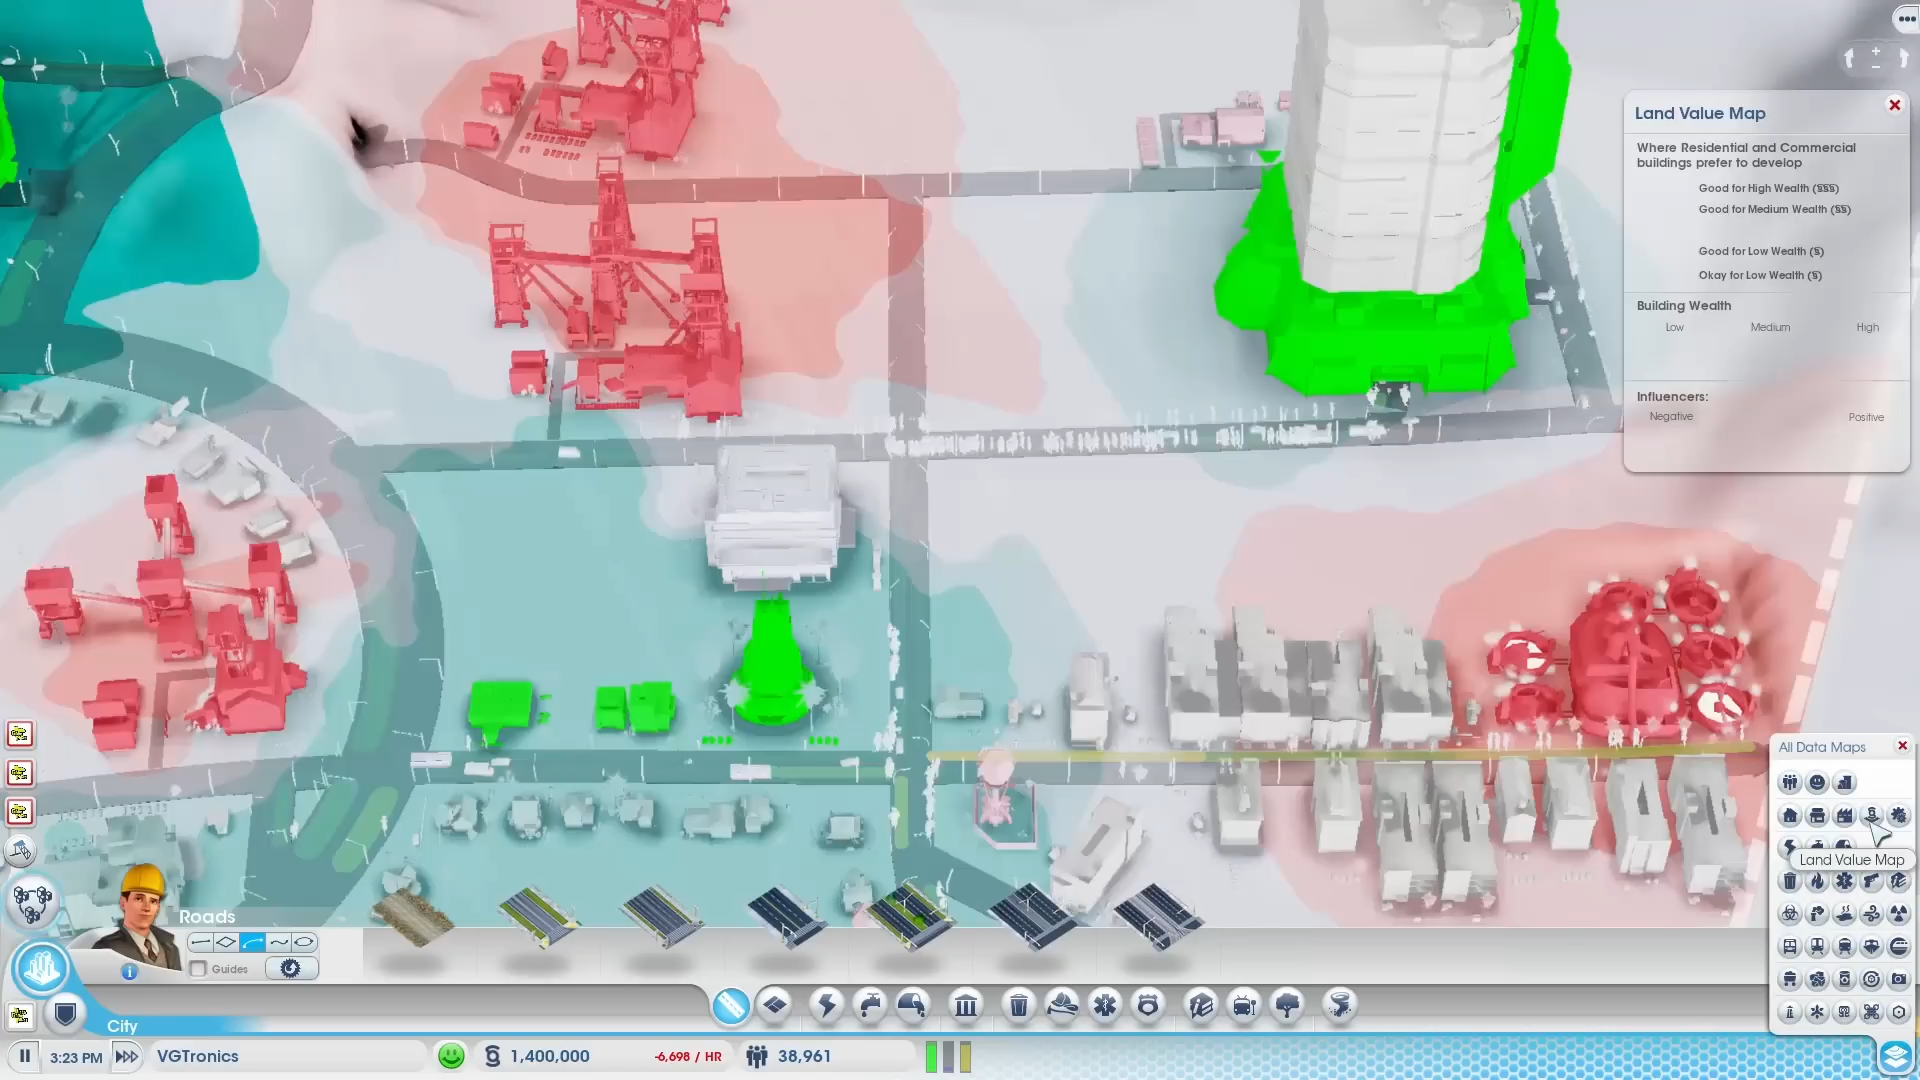 Land Value Map
Where Residential and Commercial
buildings prefer to develop
Good for High Wealth (§§§)
Good for Medium Wealth (§§)
Good for Low Wealth (§)
Okay for Low Wealth (§)
Building Wealth
Low Medium High
Influencers:
Negative Positive
All Data Maps
Land Value Map
Roads
Guides
City
3:23 PM VGTronics 1,400,000 -6,698 / HR 38,961